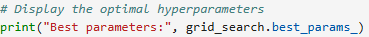 # Display the optimal hyperparameters
print("Best parameters:", grid_search.best_params_)